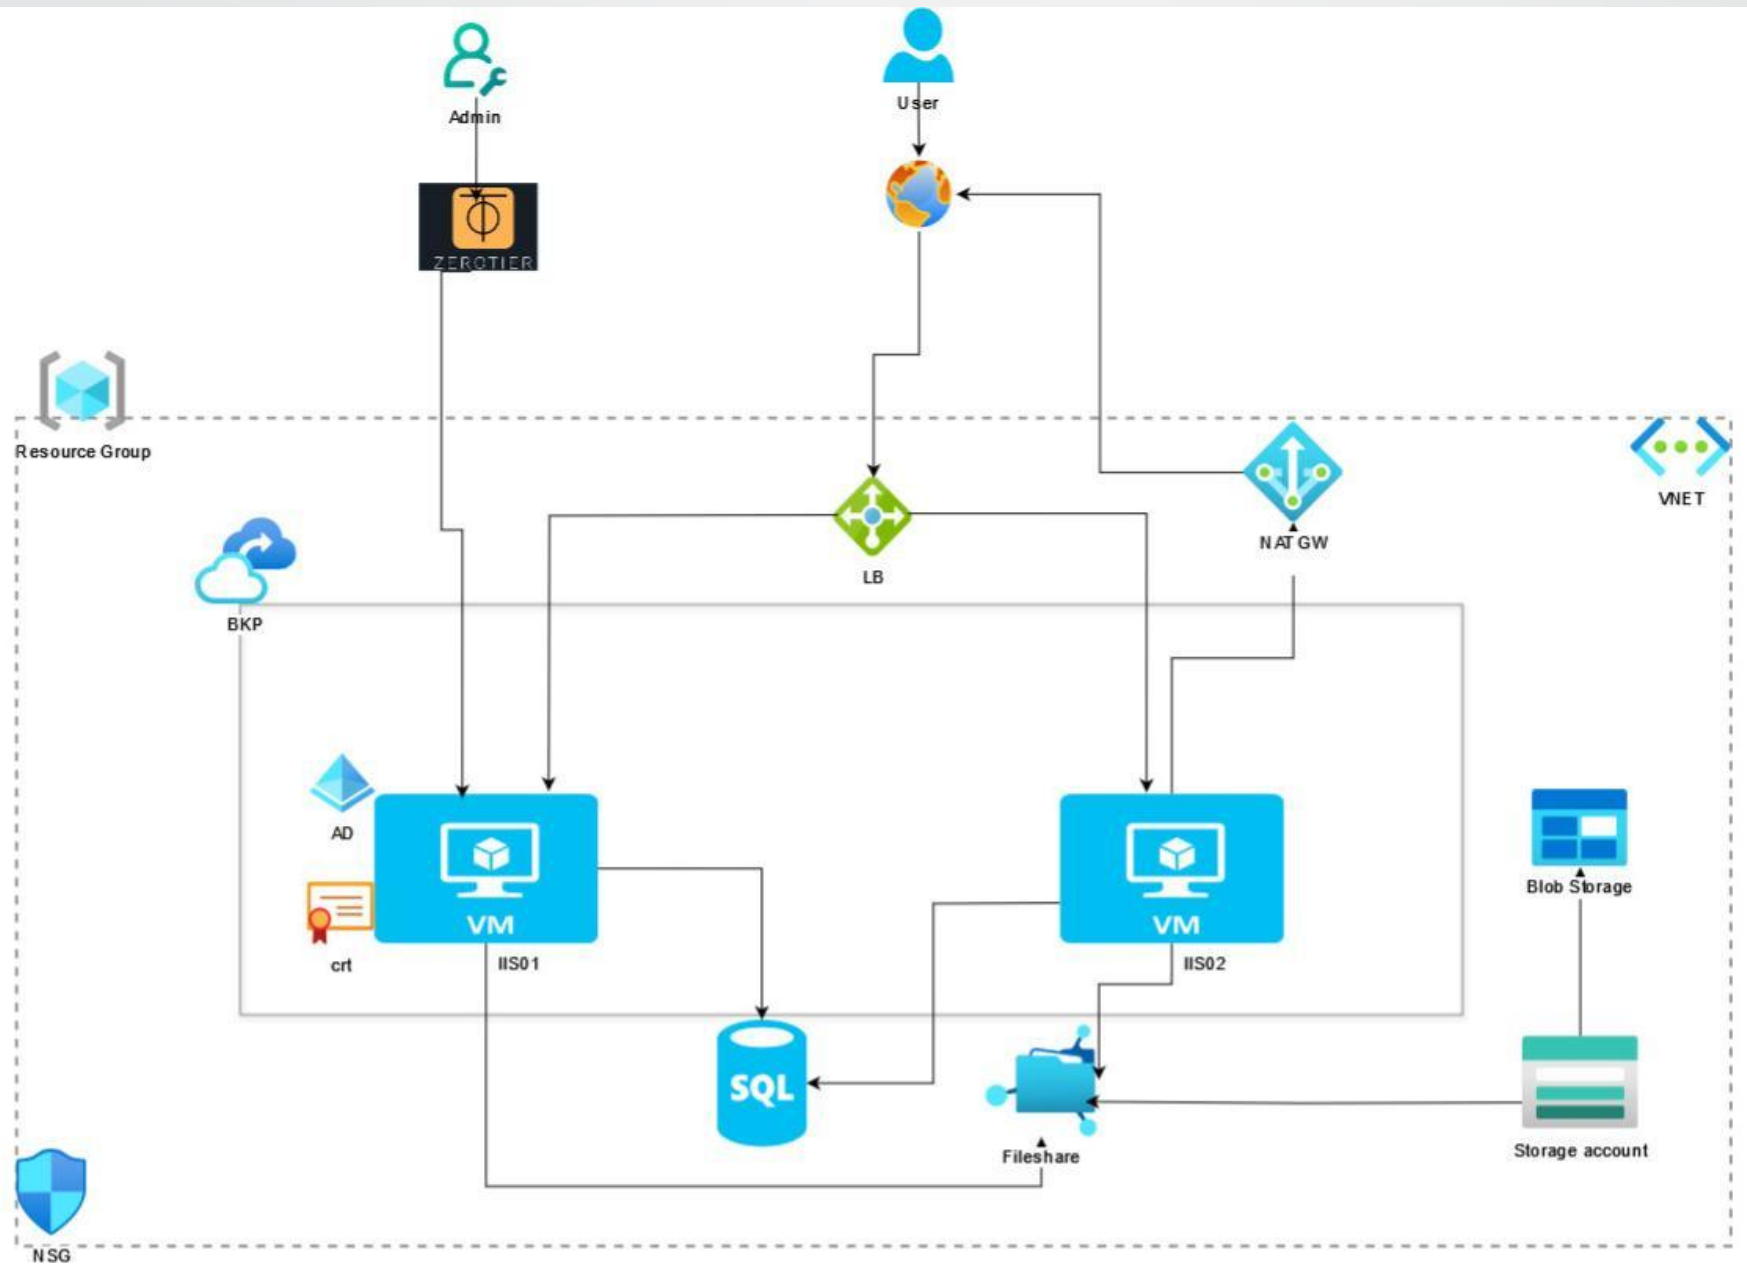 Admin
User
ZEROTIER
Resource Group
VNET
NAT GW
LB
BKP
AD
VM
VM
Blob Storage
crt
IIS01
IIS02
SQL
Storage account
Fileshare
NSG